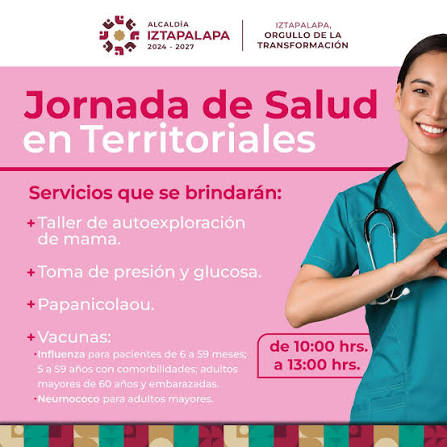 ALCALDÍA
IZTAPALAPA
2024 - 2027
IZTAPALAPA,
ORGULLO DE LA
TRANSFORMACIÓN
Jornada de Salud
en Territoriales
Servicios que se brindarán:
+ Taller de autoexploración
de mama.
+ Toma de presión y glucosa.
+ Papanicolaou.
+ Vacunas:
•Influenza para pacientes de 6 a 59 meses;
5 a 59 años con comorbilidades; adultos
mayores de 60 años y embarazadas.
•Neumococo para adultos mayores.
de 10:00 hrs.
a 13:00 hrs.